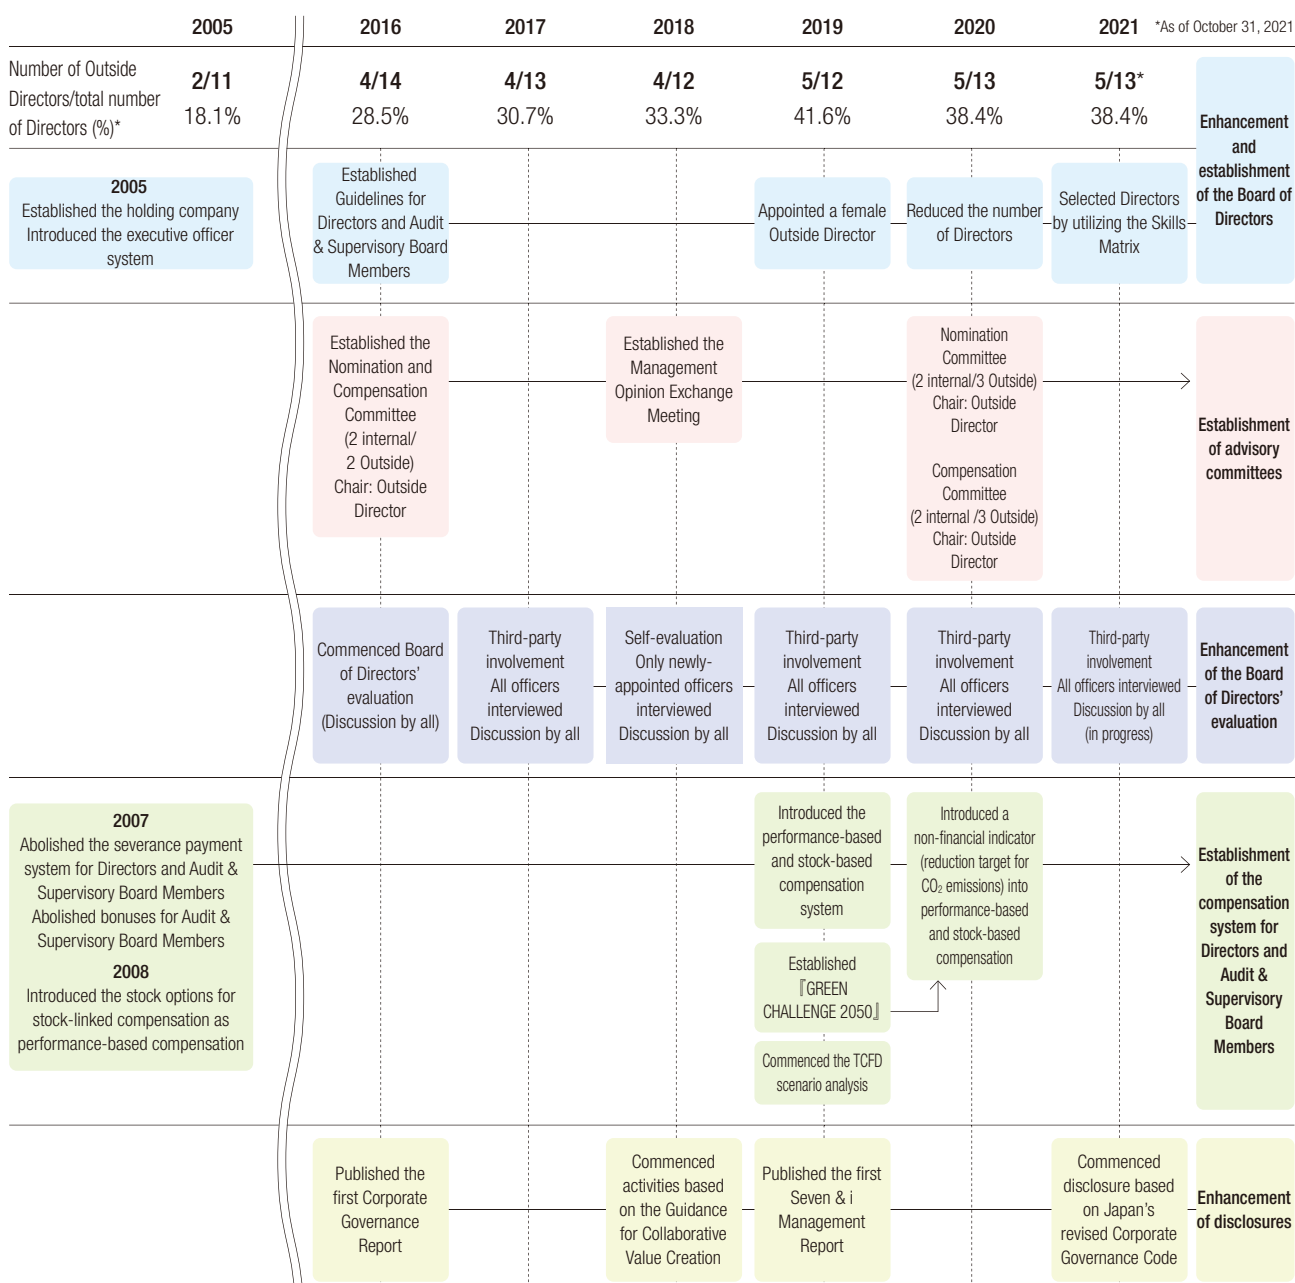 2005
2016
2017
2018
2019
2020
2021
*As of October 31, 2021
Number of Outside
Directors/total number
of Directors (%)*
2/11
18.1%
4/14
28.5%
4/13
30.7%
4/12
33.3%
5/12
41.6%
5/13
38.4%
5/13*
38.4%
Enhancement
and
establishment
of the Board of
Directors
2005
Established the holding company
Introduced the executive officer
system
Established
Guidelines for
Directors and Audit
& Supervisory Board
Members
Appointed a female
Outside Director
Reduced the number
of Directors
Selected Directors
by utilizing the Skills
Matrix
Established the
Nomination and
Compensation
Committee
(2 internal/
2 Outside)
Chair: Outside
Director
Established the
Management
Opinion Exchange
Meeting
Nomination
Committee
(2 internal/3 Outside)
Chair: Outside
Director
Compensation
Committee
(2 internal /3 Outside)
Chair: Outside
Director
Establishment
of advisory
committees
Commenced Board
of Directors’
evaluation
(Discussion by all)
Third-party
involvement
All officers
interviewed
Discussion by all
Self-evaluation
Only newly-
appointed officers
interviewed
Discussion by all
Third-party
involvement
All officers
interviewed
Discussion by all
Third-party
involvement
All officers
interviewed
Discussion by all
Third-party
involvement
All officers interviewed
Discussion by all
(in progress)
Enhancement
of the Board
of Directors’
evaluation
2007
Abolished the severance payment
system for Directors and Audit &
Supervisory Board Members
Abolished bonuses for Audit &
Supervisory Board Members
2008
Introduced the stock options for
stock-linked compensation as
performance-based compensation
Introduced the
performance-based
and stock-based
compensation
system
Established
『GREEN
CHALLENGE 2050』
Commenced the TCFD
scenario analysis
Introduced a
non-financial indicator
(reduction target for
CO₂ emissions) into
performance-based
and stock-based
compensation
Establishment
of the
compensation
system for
Directors and
Audit &
Supervisory
Board
Members
Published the
first Corporate
Governance
Report
Commenced
activities based
on the Guidance
for Collaborative
Value Creation
Published the first
Seven & i
Management
Report
Commenced
disclosure based
on Japan’s
revised Corporate
Governance Code
Enhancement
of disclosures